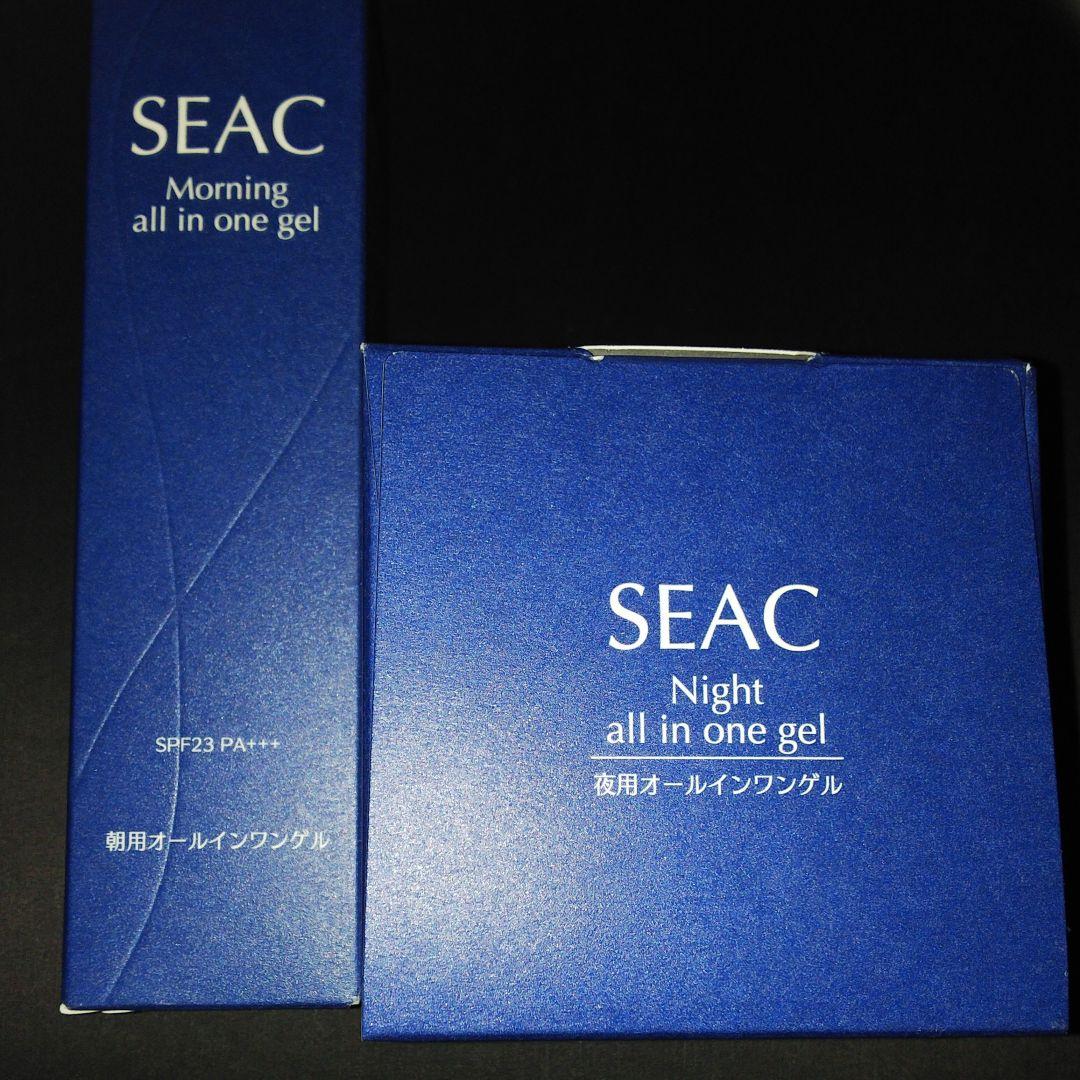 SEAC
Morning
all in one gel
SPF23 PA+++
朝用オールインワンゲル
SEAC
Night
all in one gel
夜用オールインワンゲル